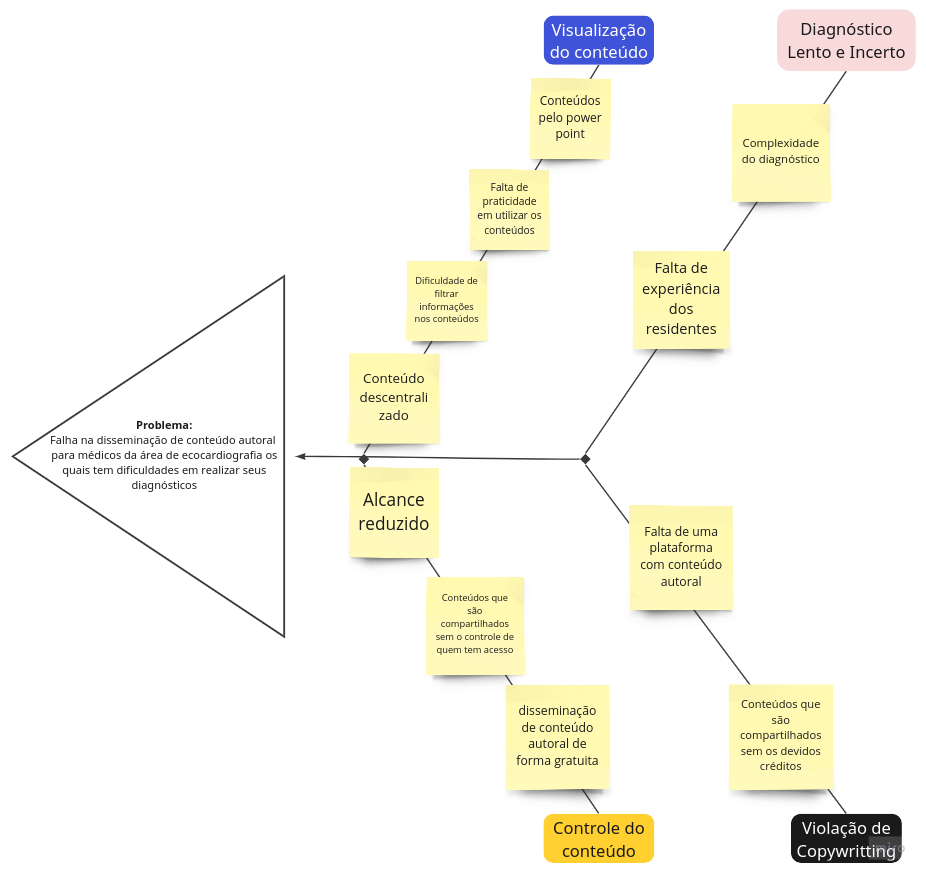 Visualização
do conteúdo
Diagnóstico
Lento e Incerto
Conteúdos
pelo power
point
Complexidade
do diagnóstico
Falta de
praticidade
em utilizar os
conteúdos
Falta de
experiência
dos
residentes
Dificuldade de
filtrar
informações
nos conteúdos
Conteúdo
descentrali
zado
Problema:
Falha na disseminação de conteúdo autoral
para médicos da área de ecocardiografia os
quais tem dificuldades em realizar seus
diagnósticos
Alcance
reduzido
Falta de uma
plataforma
com conteúdo
autoral
Conteúdos que
são
compartilhados
sem o controle de
quem tem acesso
disseminação
de conteúdo
autoral de
forma gratuita
Conteúdos que
são
compartilhados
sem os devidos
créditos
Controle do
conteúdo
Violação de
Copywritting
miro